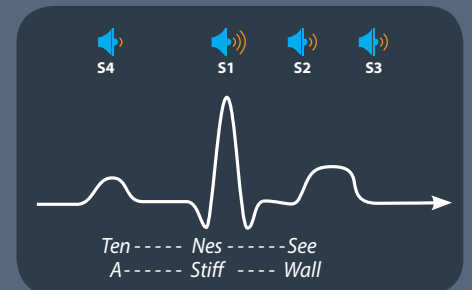 S4 S1 S2 S3
Ten ------ Nes ------See
A------ Stiff ---- Wall